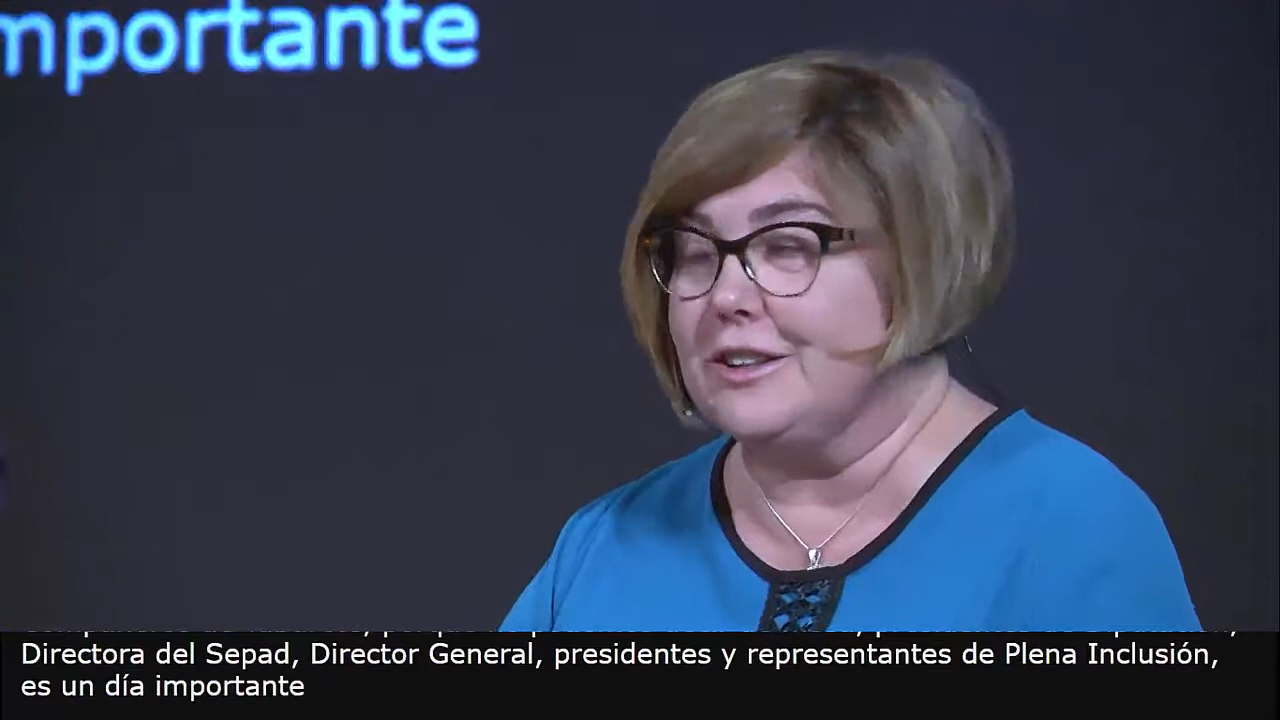 mportante
Directora del Sepad, Director General, presidentes y representantes de Plena Inclusión,
es un día importante